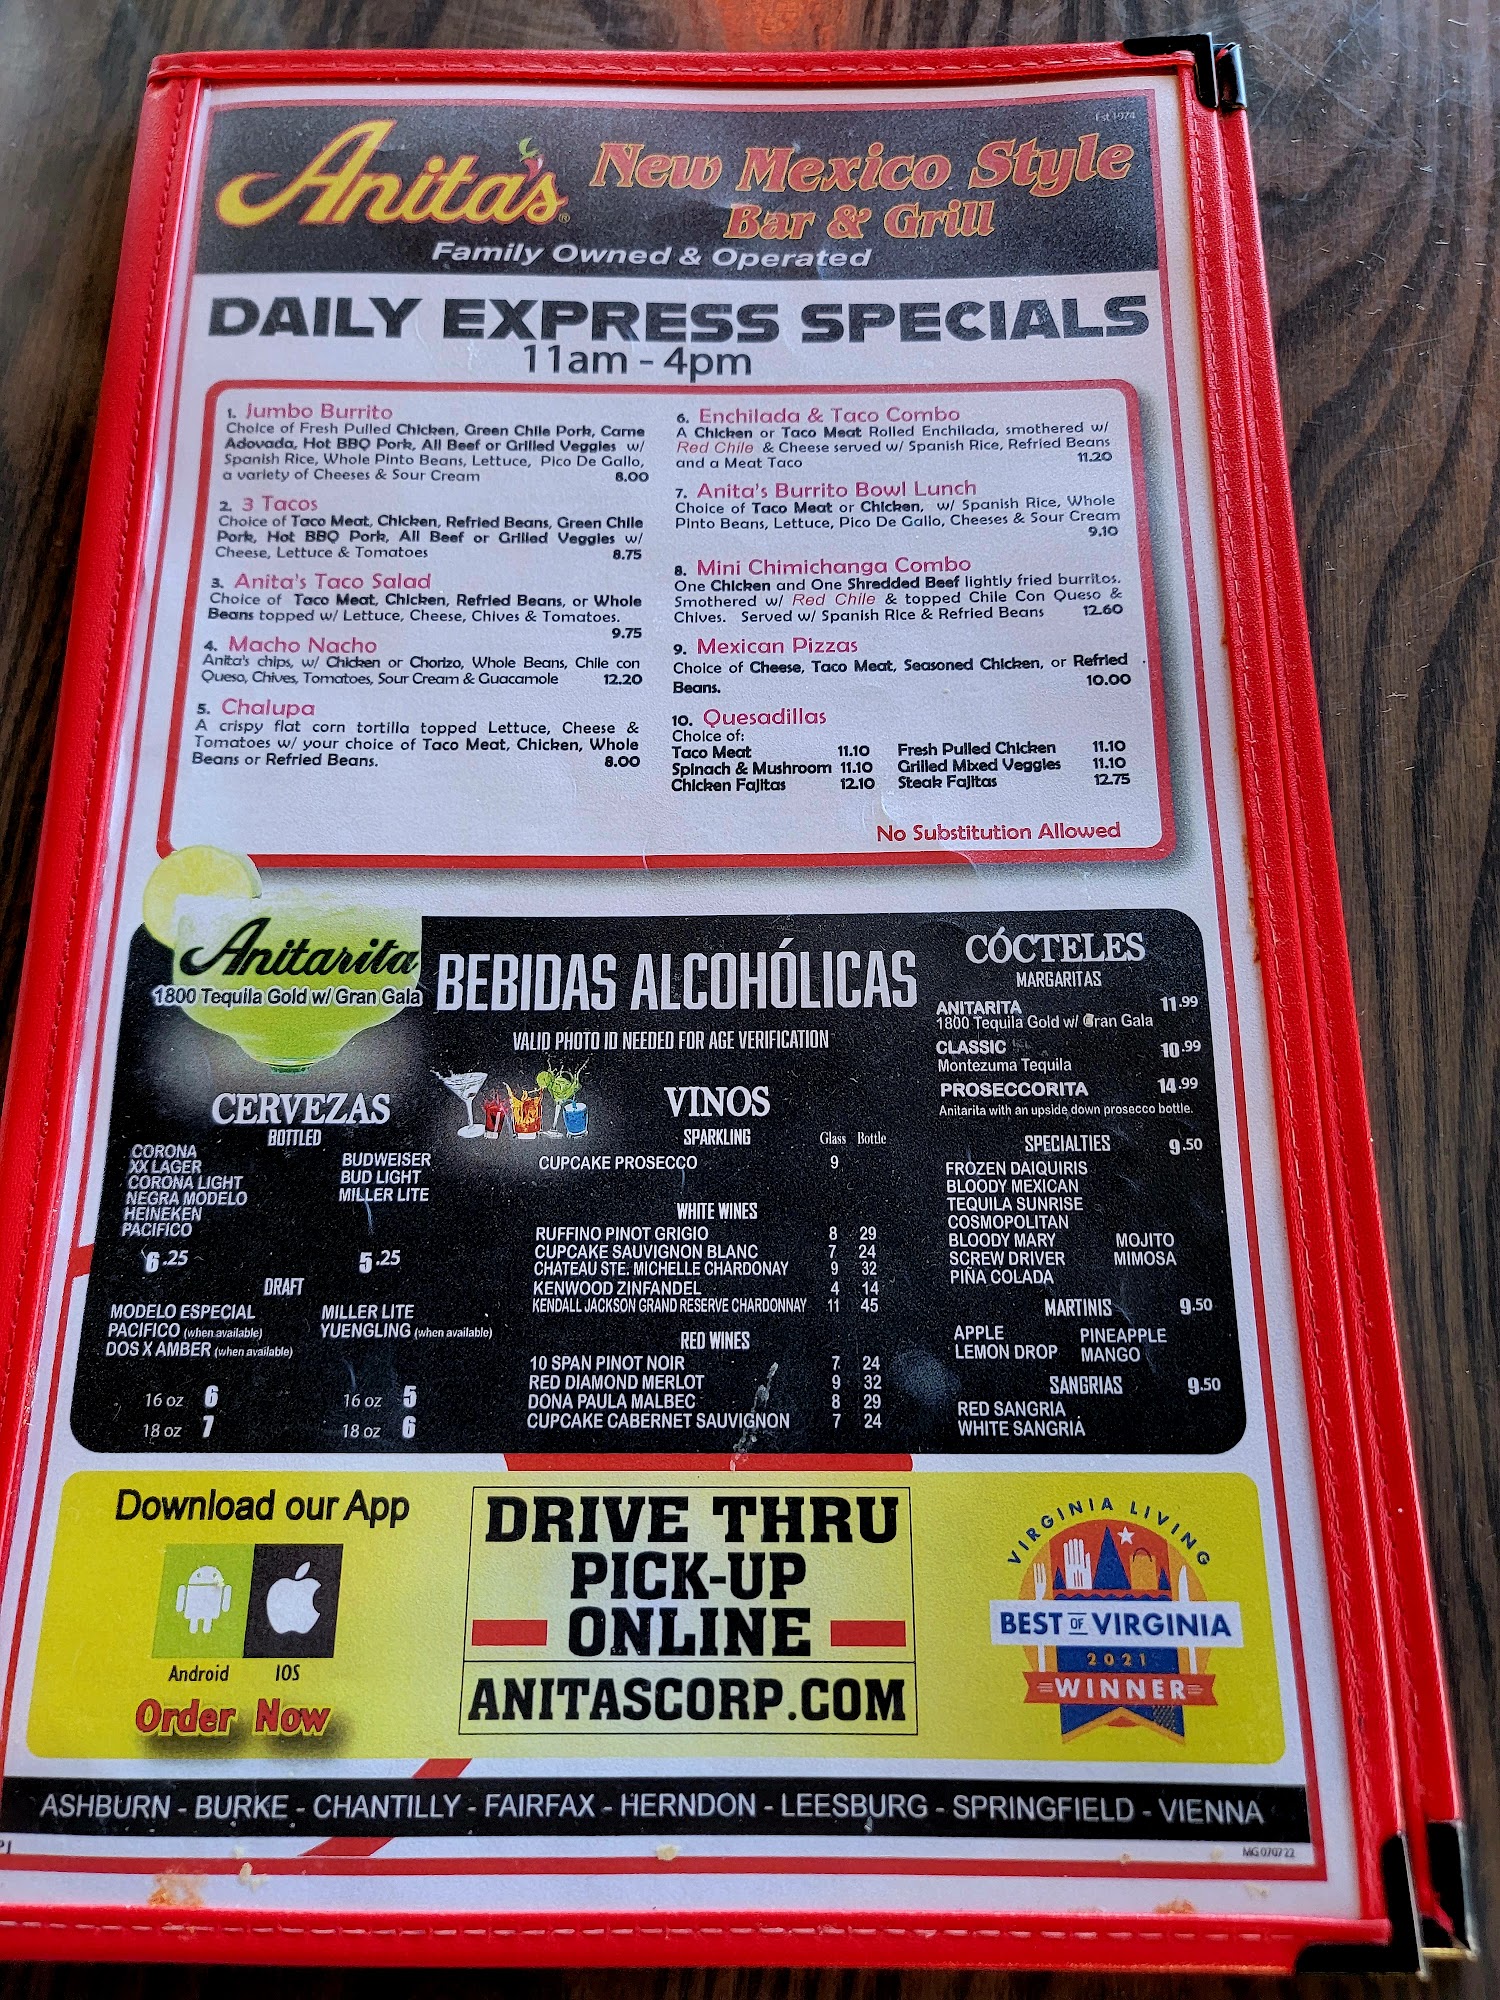 Est 1974
Anita's®
New Mexico Style
Bar & Grill
Family Owned & Operated
DAILY EXPRESS SPECIALS
11am - 4pm
1. Jumbo Burrito
Choice of Fresh Pulled Chicken, Green Chile Pork, Carne
Adovada, Hot BBQ Pork, All Beef or Grilled Veggies w/
Spanish Rice, Whole Pinto Beans, Lettuce, Pico De Gallo,
a variety of Cheeses & Sour Cream 8.00
2. 3 Tacos
Choice of Taco Meat, Chicken, Refried Beans, Green Chile
Pork, Hot BBQ Pork, All Beef or Grilled Veggies w/
Cheese, Lettuce & Tomatoes 8.75
3. Anita's Taco Salad
Choice of Taco Meat, Chicken, Refried Beans, or Whole
Beans topped w/ Lettuce, Cheese, Chives & Tomatoes.
9.75
4. Macho Nacho
Anita's chips, w/ Chicken or Chorizo, Whole Beans, Chile con
Queso, Chives, Tomatoes, Sour Cream & Guacamole 12.20
5. Chalupa
A crispy flat corn tortilla topped Lettuce, Cheese &
Tomatoes w/ your choice of Taco Meat, Chicken, Whole
Beans or Refried Beans. 8.00
6. Enchilada & Taco Combo
A Chicken or Taco Meat Rolled Enchilada, smothered w/
Red Chile & Cheese served w/ Spanish Rice, Refried Beans
and a Meat Taco 11.20
7. Anita's Burrito Bowl Lunch
Choice of Taco Meat or Chicken, w/ Spanish Rice, Whole
Pinto Beans, Lettuce, Pico De Gallo, Cheeses & Sour Cream
9.10
8. Mini Chimichanga Combo
One Chicken and One Shredded Beef lightly fried burritos.
Smothered w/ Red Chile & topped Chile Con Queso &
Chives. Served w/ Spanish Rice & Refried Beans 12.60
9. Mexican Pizzas
Choice of Cheese, Taco Meat, Seasoned Chicken, or Refried
Beans. 10.00
10. Quesadillas
Choice of:
Taco Meat 11.10 Fresh Pulled Chicken 11.10
Spinach & Mushroom 11.10 Grilled Mixed Veggies 11.10
Chicken Fajitas 12.10 Steak Fajitas 12.75
No Substitution Allowed
Anitarita
1800 Tequila Gold w/ Gran Gala
BEBIDAS ALCOHÓLICAS
VALID PHOTO ID NEEDED FOR AGE VERIFICATION
CERVEZAS
BOTTLED
CORONA
XX LAGER
CORONA LIGHT
NEGRA MODELO
HEINEKEN
PACIFICO
6.25
BUDWEISER
BUD LIGHT
MILLER LITE
5.25
DRAFT
MODELO ESPECIAL
PACIFICO (when available)
DOS X AMBER (when available)
16 oz 6
18 oz 7
MILLER LITE
YUENGLING (when available)
16 oz 5
18 oz 6
VINOS
SPARKLING Glass Bottle
CUPCAKE PROSECCO 9
WHITE WINES
RUFFINO PINOT GRIGIO 8 29
CUPCAKE SAUVIGNON BLANC 7 24
CHATEAU STE. MICHELLE CHARDONAY 9 32
KENWOOD ZINFANDEL 4 14
KENDALL JACKSON GRAND RESERVE CHARDONNAY 11 45
RED WINES
10 SPAN PINOT NOIR 7 24
RED DIAMOND MERLOT 9 32
DONA PAULA MALBEC 8 29
CUPCAKE CABERNET SAUVIGNON 7 24
CÓCTELES
MARGARITAS
ANITARITA 11.99
1800 Tequila Gold w/ Gran Gala
CLASSIC 10.99
Montezuma Tequila
PROSECCORITA 14.99
Anitarita with an upside down prosecco bottle.
SPECIALTIES 9.50
FROZEN DAIQUIRIS
BLOODY MEXICAN
TEQUILA SUNRISE
COSMOPOLITAN
BLOODY MARY MOJITO
SCREW DRIVER MIMOSA
PIÑA COLADA
MARTINIS 9.50
APPLE PINEAPPLE
LEMON DROP MANGO
SANGRIAS 9.50
RED SANGRIA
WHITE SANGRIA
Download our App
Android IOS
Order Now
DRIVE THRU
PICK-UP
ONLINE
ANITASCORP.COM
VIRGINIA LIVING
BEST OF VIRGINIA
2021
WINNER
ASHBURN - BURKE - CHANTILLY - FAIRFAX - HERNDON - LEESBURG - SPRINGFIELD - VIENNA
MG 070722